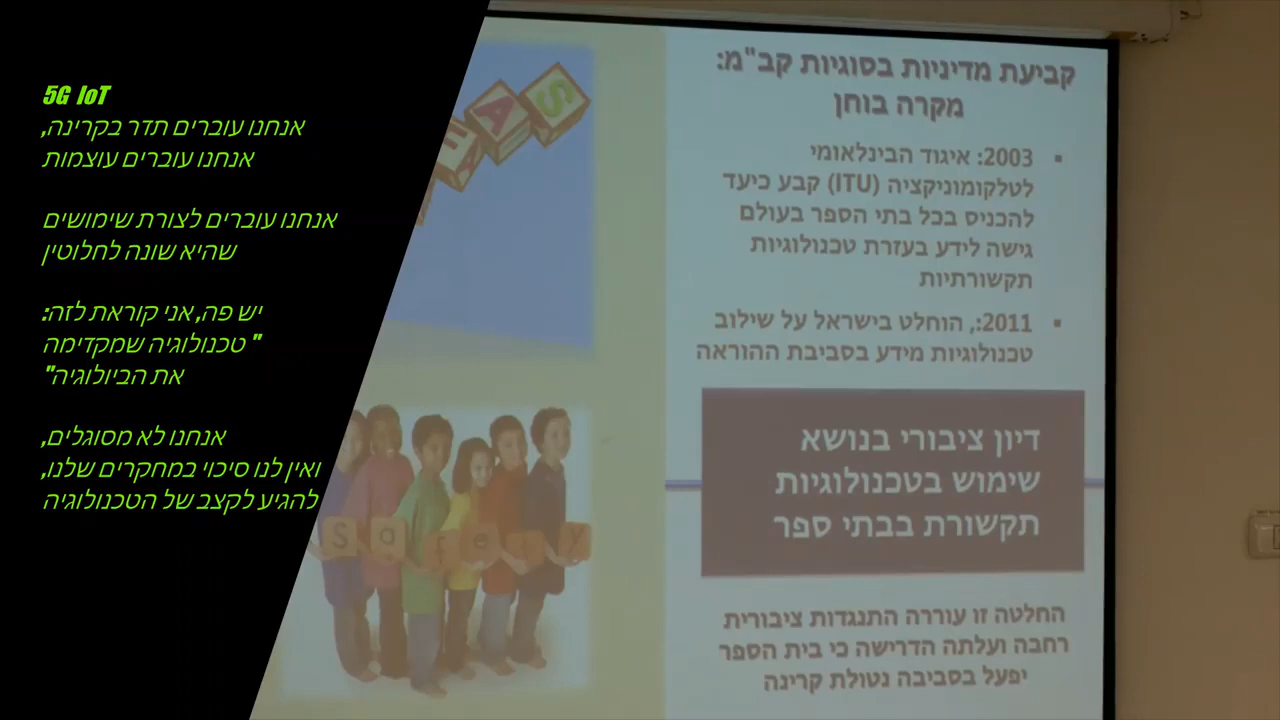 5G IoT
אנחנו עוברים תדר בקרינה,
אנחנו עוברים עוצמות
אנחנו עוברים לצורת שימושים
שהיא שונה לחלוטין
יש פה, אני קוראת לזה:
" טכנולוגיה שמקדימה
את הביולוגיה"
אנחנו לא מסוגלים,
ואין לנו סיכוי במחקרים שלנו,
להגיע לקצב של הטכנולוגיה
קביעת מדיניות בסוגיות קב"מ:
מקרה בוחן
▪ 2003: איגוד הבינלאומי
לטלקומוניקציה (ITU) קבע כיעד
להכניס בכל בתי הספר בעולם
גישה לידע בעזרת טכנולוגיות
תקשורתיות
▪ 2011:, הוחלט בישראל על שילוב
טכנולוגיות מידע בסביבת ההוראה
דיון ציבורי בנושא
שימוש בטכנולוגיות
תקשורת בבתי ספר
החלטה זו עוררה התנגדות ציבורית
רחבה ועלתה הדרישה כי בית הספר
יפעל בסביבה נטולת קרינה
A S
S a f e t y